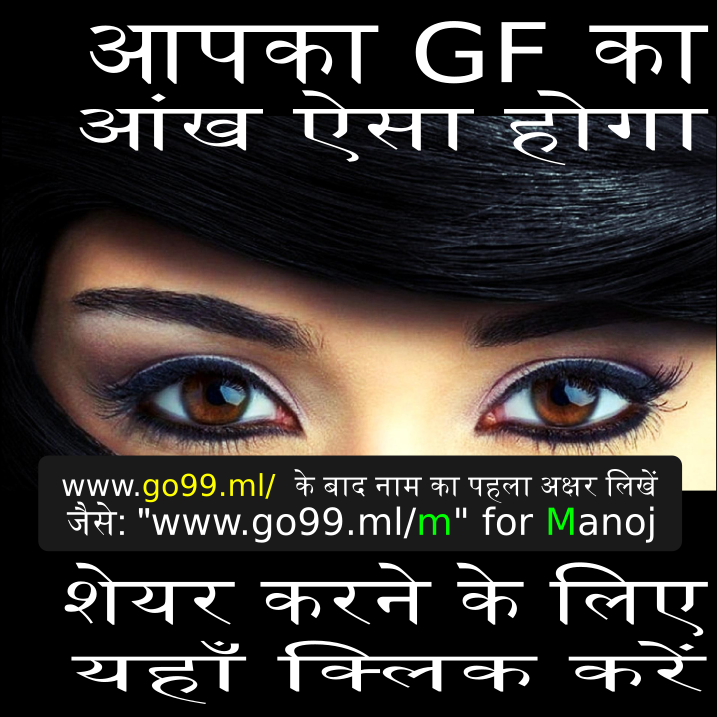 आपका GF का
आंख ऐसा होगा
www.go99.ml/ के बाद नाम का पहला अक्षर लिखें
जैसे: "www.go99.ml/m" for Manoj
शेयर करने के लिए
यहाँ क्लिक करें